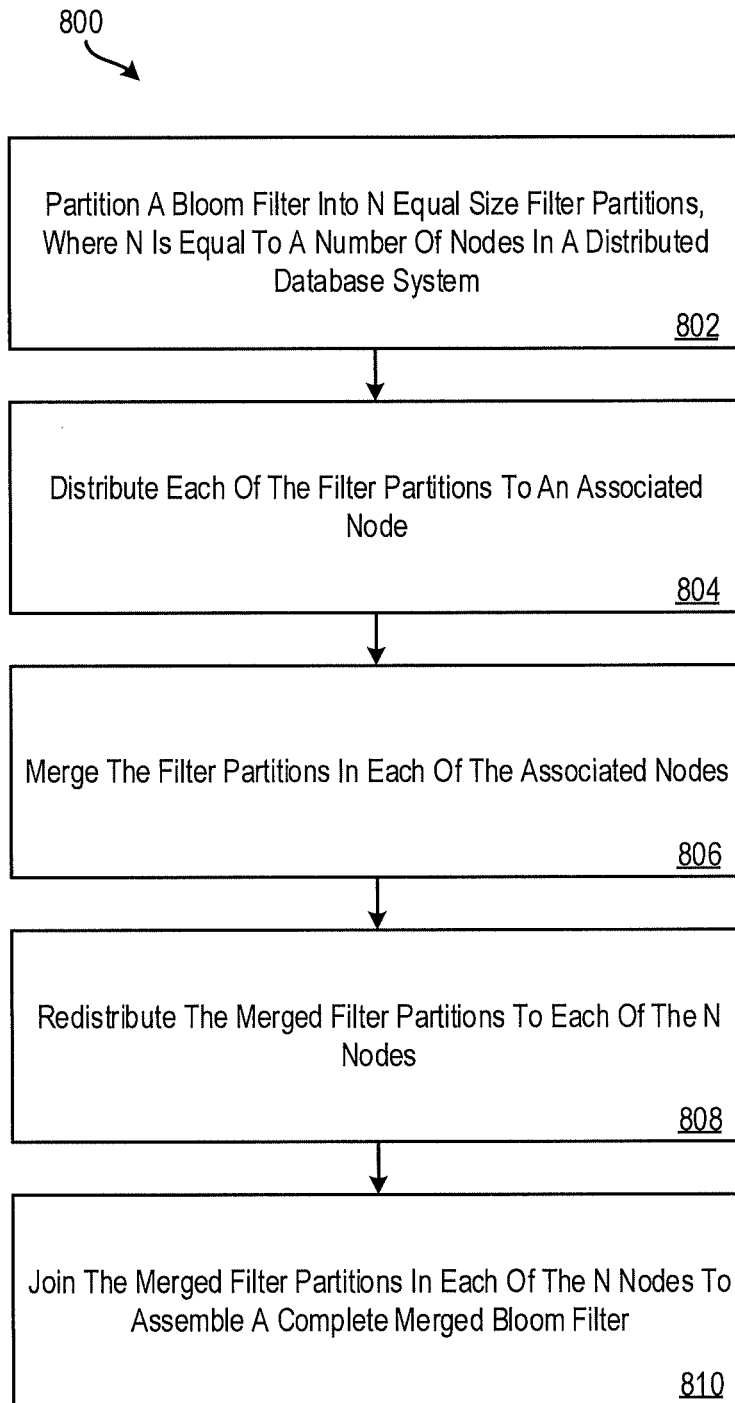 800
Partition A Bloom Filter Into N Equal Size Filter Partitions,
Where N Is Equal To A Number Of Nodes In A Distributed
Database System
802
Distribute Each Of The Filter Partitions To An Associated
Node
804
Merge The Filter Partitions In Each Of The Associated Nodes
806
Redistribute The Merged Filter Partitions To Each Of The N
Nodes
808
Join The Merged Filter Partitions In Each Of The N Nodes To
Assemble A Complete Merged Bloom Filter
810